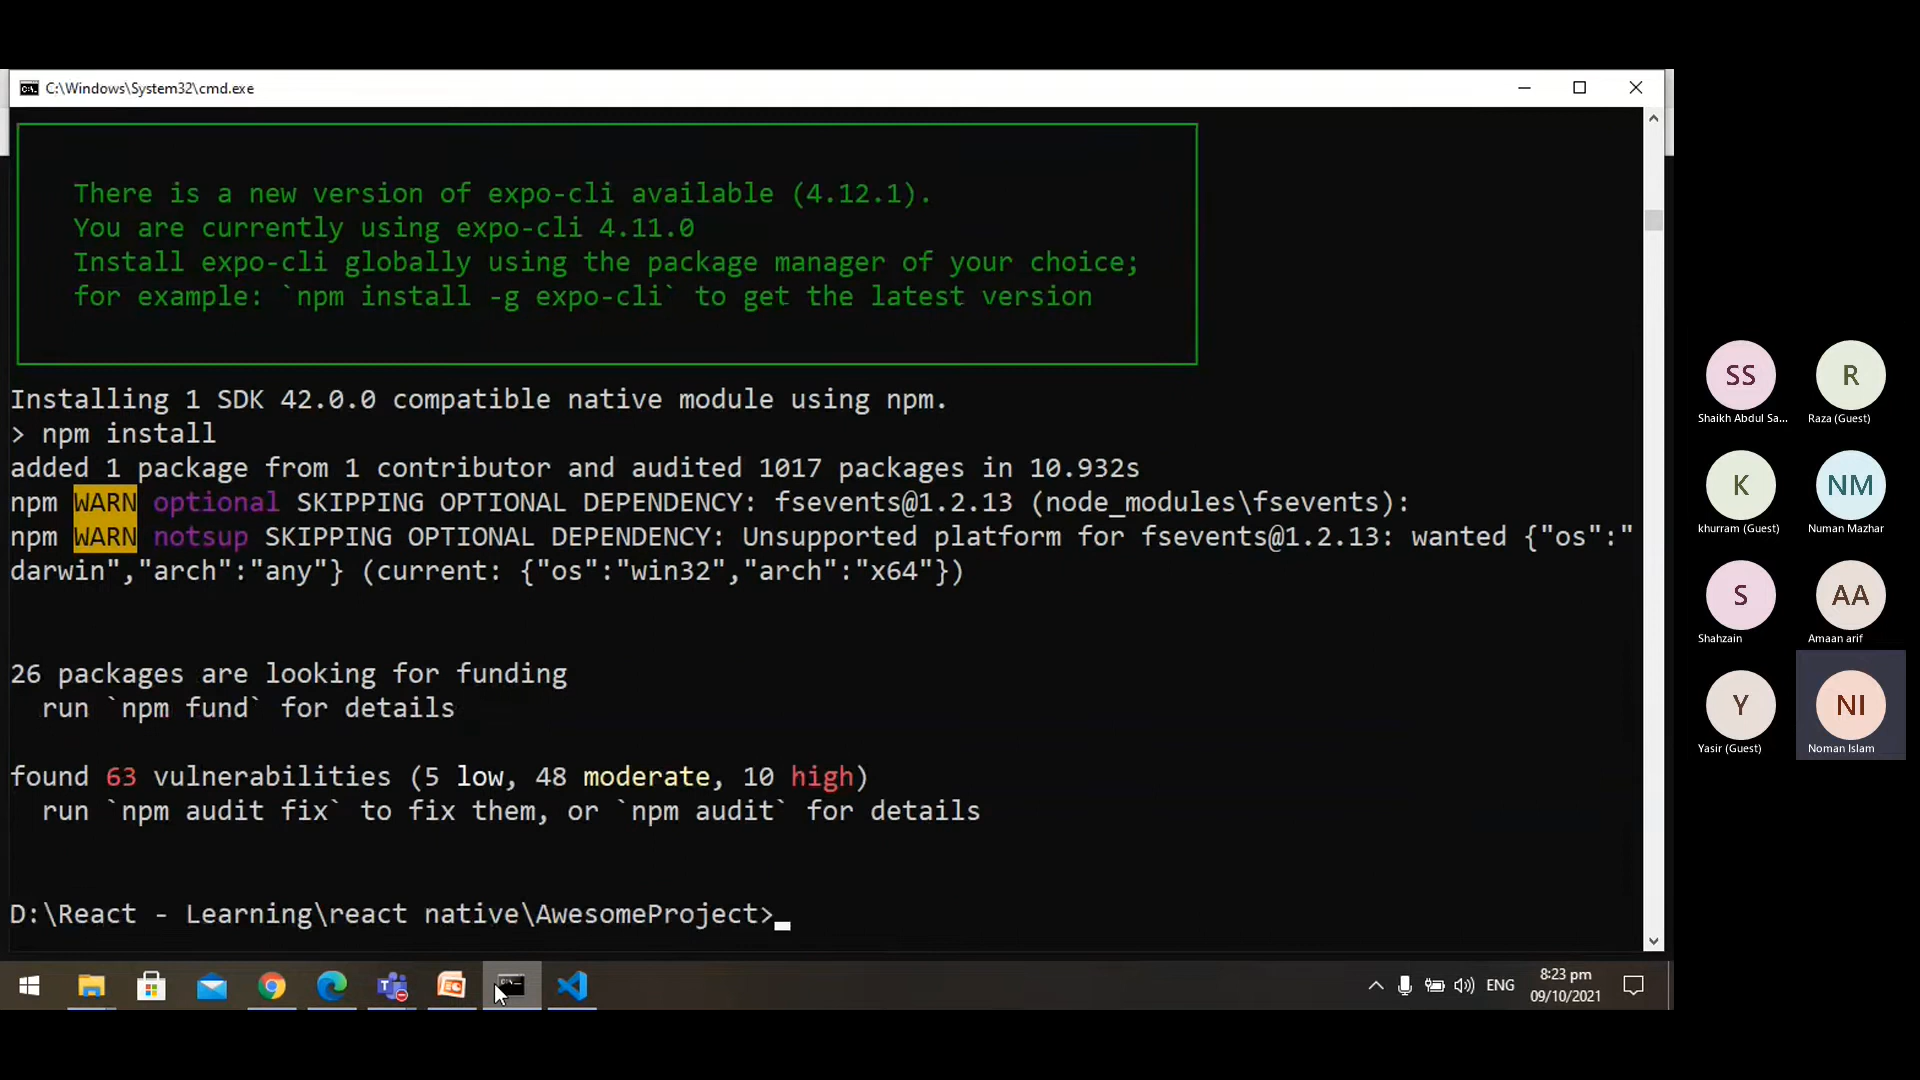 C:\Windows\System32\cmd.exe
There is a new version of expo-cli available (4.12.1).
You are currently using expo-cli 4.11.0
Install expo-cli globally using the package manager of your choice;
for example: `npm install -g expo-cli` to get the latest version
Installing 1 SDK 42.0.0 compatible native module using npm.
> npm install
added 1 package from 1 contributor and audited 1017 packages in 10.932s
npm WARN optional SKIPPING OPTIONAL DEPENDENCY: fsevents@1.2.13 (node_modules\fsevents):
npm WARN notsup SKIPPING OPTIONAL DEPENDENCY: Unsupported platform for fsevents@1.2.13: wanted {"os":"
darwin","arch":"any"} (current: {"os":"win32","arch":"x64"})
26 packages are looking for funding
run `npm fund` for details
found 63 vulnerabilities (5 low, 48 moderate, 10 high)
run `npm audit fix` to fix them, or `npm audit` for details
D:\React - Learning\react native\AwesomeProject>
ENG
8:23 pm
09/10/2021
SS
R
Shaikh Abdul Sa...
Raza (Guest)
K
NM
khurram (Guest)
Numan Mazhar
S
AA
Shahzain
Amaan arif
Y
NI
Yasir (Guest)
Noman Islam